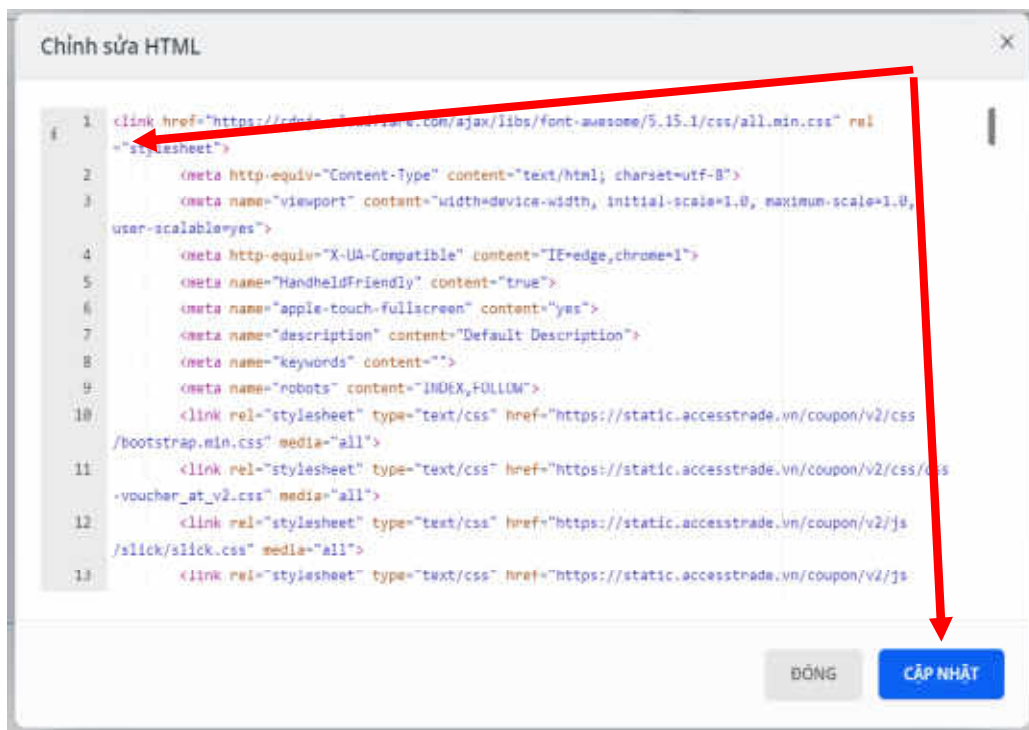 Chỉnh sửa HTML
×
i 1 <link href="https://cdnjs.cloudflare.com/ajax/libs/font-awesome/5.15.1/css/all.min.css" rel
="stylesheet">
2 <meta http-equiv="Content-Type" content="text/html; charset=utf-8">
3 <meta name="viewport" content="width=device-width, initial-scale=1.0, maximum-scale=1.0,
user-scalable=yes">
4 <meta http-equiv="X-UA-Compatible" content="IE=edge,chrome=1">
5 <meta name="HandheldFriendly" content="true">
6 <meta name="apple-touch-fullscreen" content="yes">
7 <meta name="description" content="Default Description">
8 <meta name="keywords" content="">
9 <meta name="robots" content="INDEX,FOLLOW">
10 <link rel="stylesheet" type="text/css" href="https://static.accesstrade.vn/coupon/v2/css
/bootstrap.min.css" media="all">
11 <link rel="stylesheet" type="text/css" href="https://static.accesstrade.vn/coupon/v2/css/css
-voucher_at_v2.css" media="all">
12 <link rel="stylesheet" type="text/css" href="https://static.accesstrade.vn/coupon/v2/js
/slick/slick.css" media="all">
13 <link rel="stylesheet" type="text/css" href="https://static.accesstrade.vn/coupon/v2/js
ĐÓNG
CẬP NHẬT